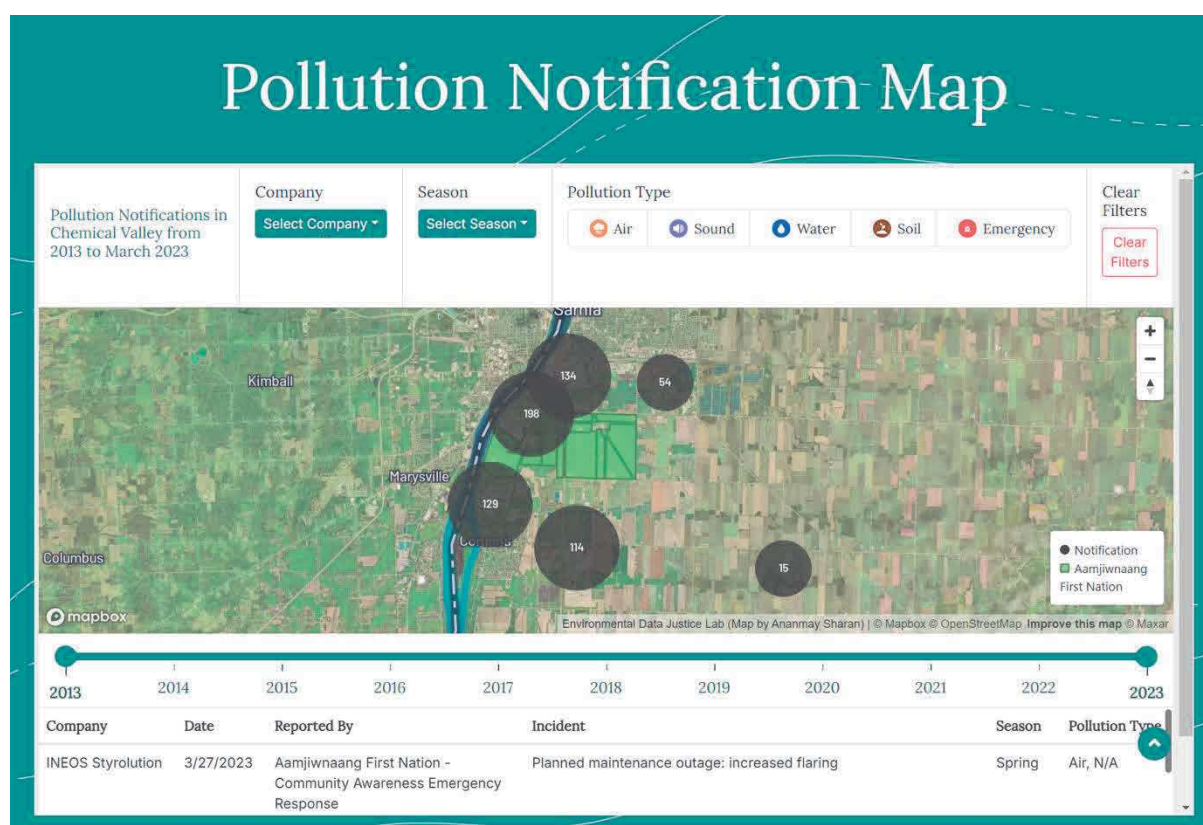 Pollution Notification Map
Pollution Notifications in
Chemical Valley from
2013 to March 2023
Company
Select Company
Season
Select Season
Pollution Type
Air
Sound
Water
Soil
Emergency
Clear
Filters
Clear
Filters
Sarnia
Kimball
134
54
198
Marysville
129
114
15
Columbus
Notification
Aamjiwnaang
First Nation
mapbox
Environmental Data Justice Lab (Map by Ananmay Sharan) | © Mapbox © OpenStreetMap Improve this map © Maxar
2013 2014 2015 2016 2017 2018 2019 2020 2021 2022 2023
Company Date Reported By Incident Season Pollution Type
INEOS Styrolution 3/27/2023 Aamjiwnaang First Nation - Planned maintenance outage: increased flaring Spring Air, N/A
Community Awareness Emergency
Response